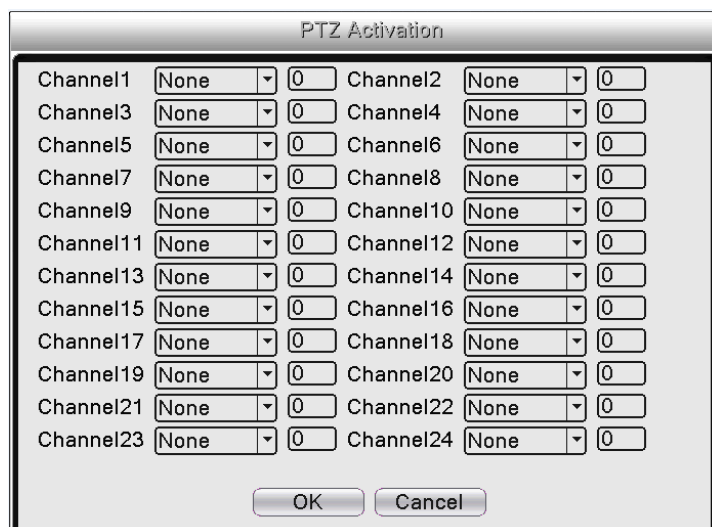 PTZ Activation
Channel1 None 0 Channel2 None 0
Channel3 None 0 Channel4 None 0
Channel5 None 0 Channel6 None 0
Channel7 None 0 Channel8 None 0
Channel9 None 0 Channel10 None 0
Channel11 None 0 Channel12 None 0
Channel13 None 0 Channel14 None 0
Channel15 None 0 Channel16 None 0
Channel17 None 0 Channel18 None 0
Channel19 None 0 Channel20 None 0
Channel21 None 0 Channel22 None 0
Channel23 None 0 Channel24 None 0
OK Cancel